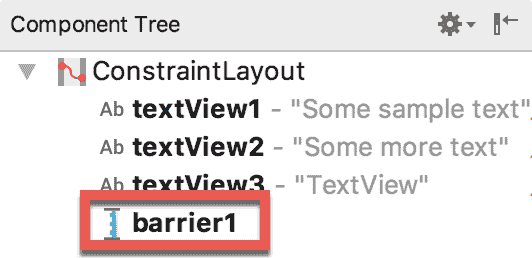 Component Tree
ConstraintLayout
Ab textView1 - "Some sample text"
Ab textView2 - "Some more text"
Ab textView3 - "TextView"
barrier1